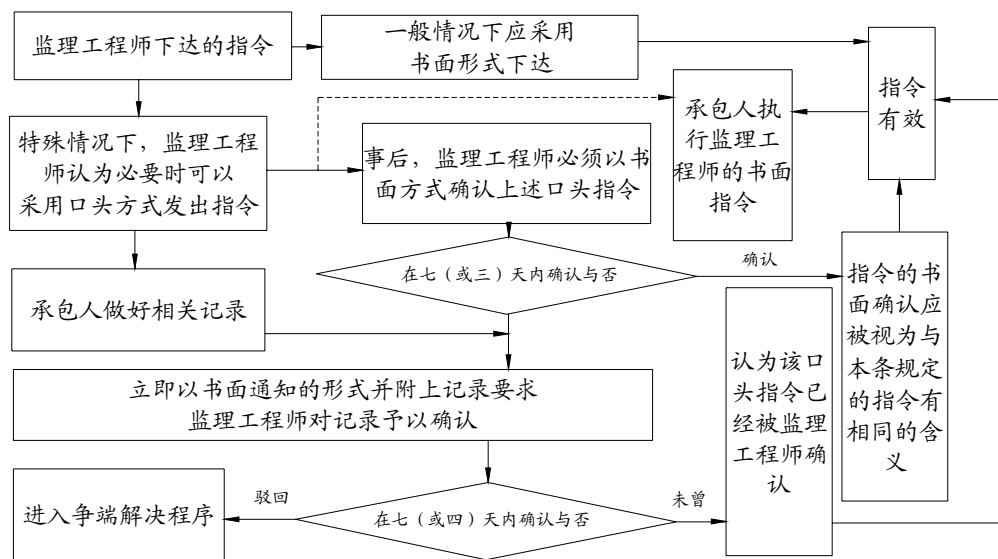 监理工程师下达的指令
一般情况下应采用
书面形式下达
指令
有效
特殊情况下，监理工程
师认为必要时可以
采用口头方式发出指令
事后，监理工程师必须以书
面方式确认上述口头指令
承包人执
行监理工
程师的书面
指令
在七（或三）天内确认与否
确认
指令的书
面确认应
被视为与
本条规定
的指令有
相同的含
义
承包人做好相关记录
认为该口
头指令已
经被监理
工程师确
认
立即以书面通知的形式并附上记录要求
监理工程师对记录予以确认
进入争端解决程序
驳回
在七（或四）天内确认与否
未曾